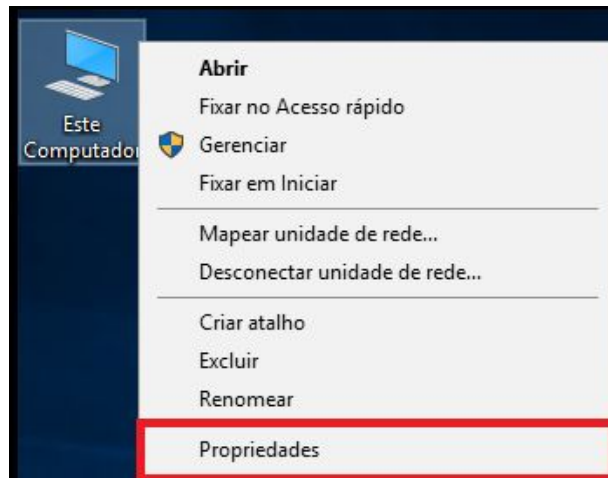 Este
Computador
Abrir
Fixar no Acesso rápido
Gerenciar
Fixar em Iniciar
Mapear unidade de rede...
Desconectar unidade de rede...
Criar atalho
Excluir
Renomear
Propriedades